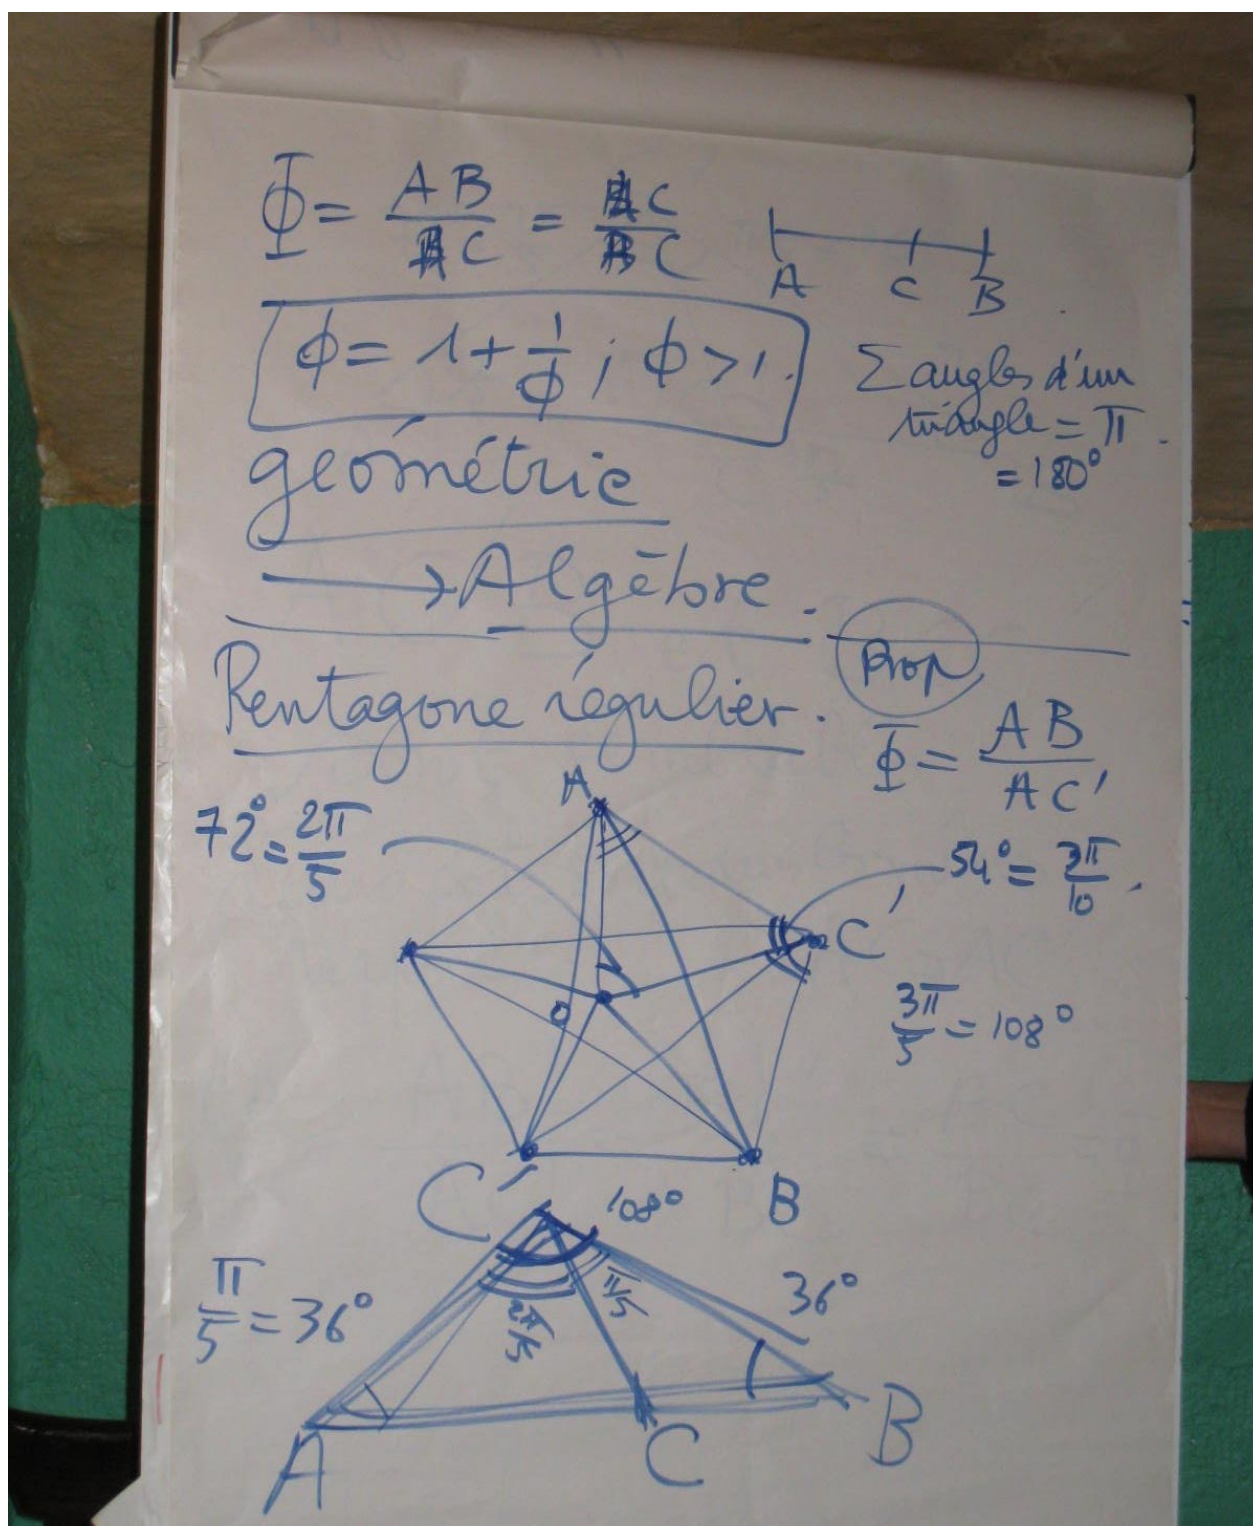 Φ = AB/AC = AC/BC
A C B
ϕ = 1 + 1/ϕ ; ϕ > 1.
Σ angles d'un
triangle = π.
= 180°
géométrie
→ Algèbre.
Pentagone régulier.
Prop
Φ = AB/AC'
A
72° = 2π/5
54° = 3π/10.
C'
3π/5 = 108°
O
C' 108° B
π/5 = 36°
2π/5 π/5
36°
A C B